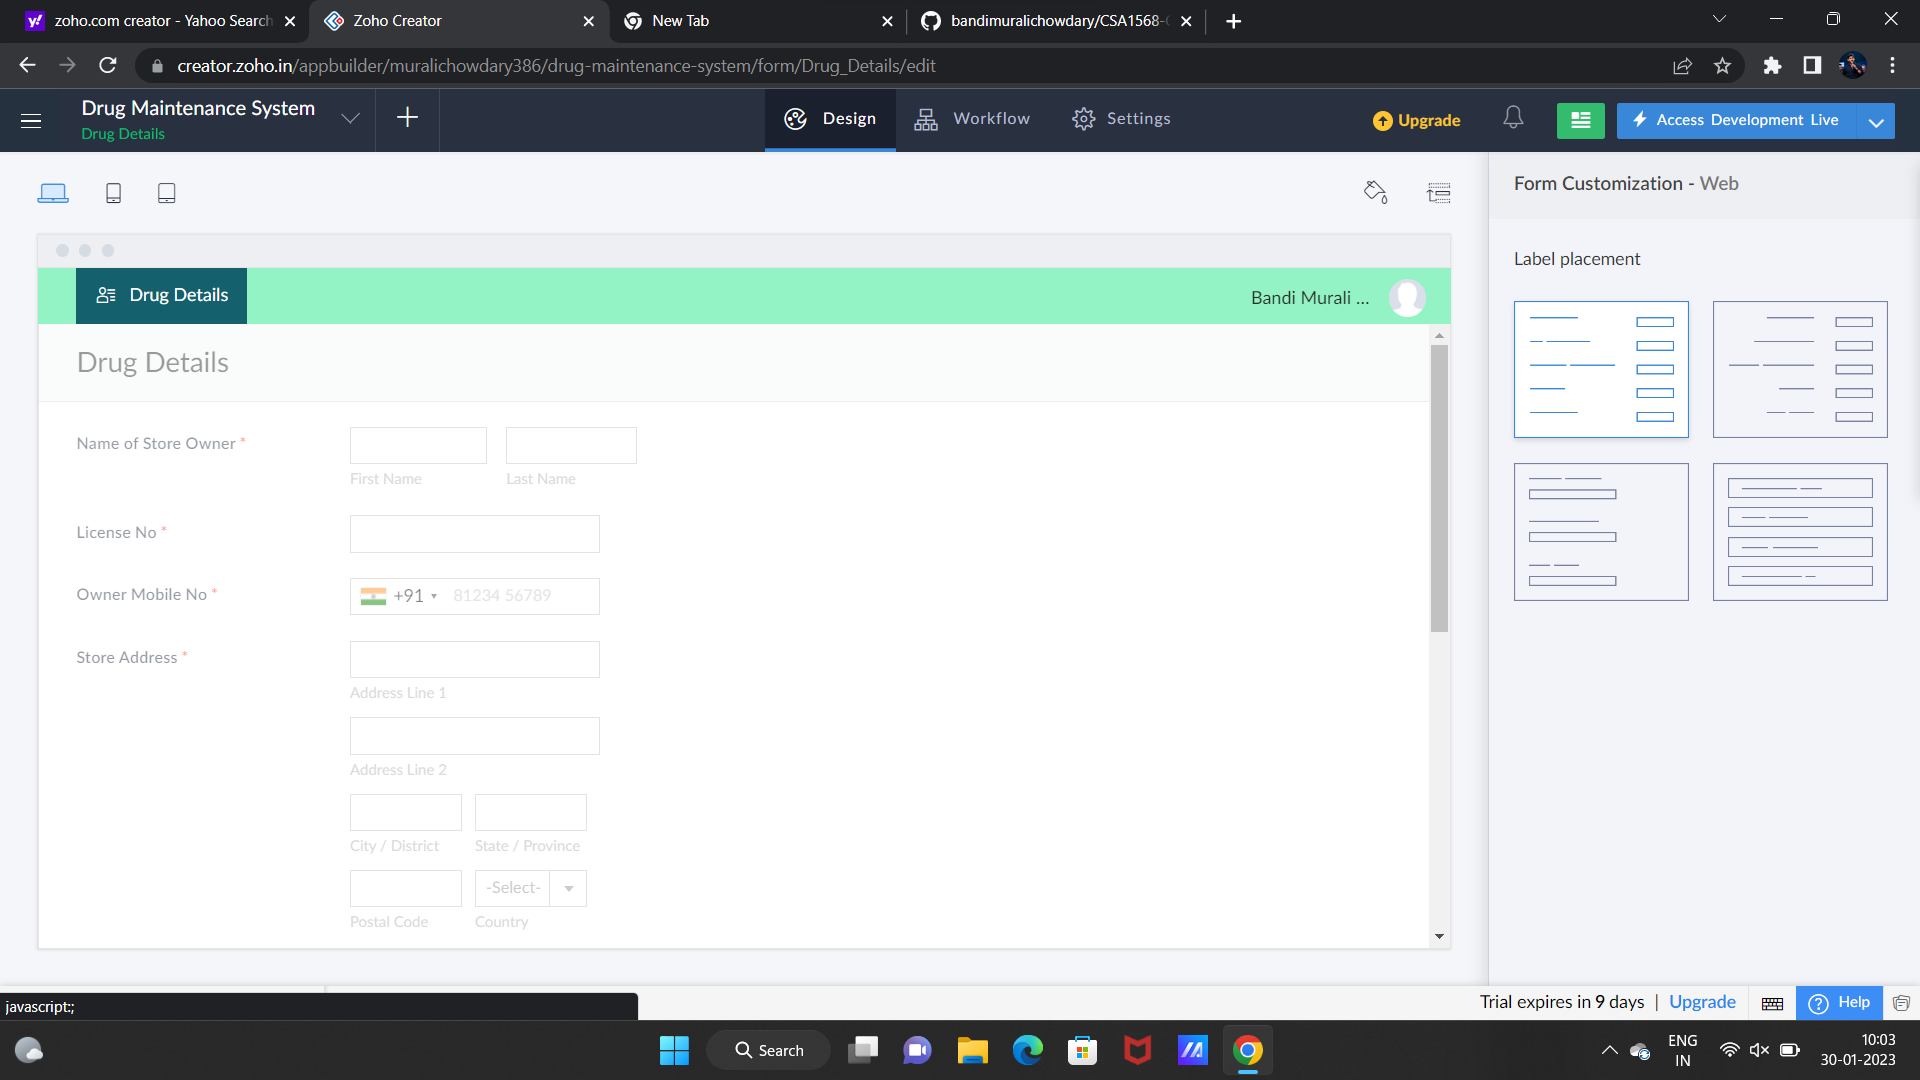 zoho.com creator - Yahoo Search
Zoho Creator
New Tab
bandimuralichowdary/CSA1568-
creator.zoho.in/appbuilder/muralichowdary386/drug-maintenance-system/form/Drug_Details/edit
Drug Maintenance System
Drug Details
Design
Workflow
Settings
Upgrade
Access Development Live
Form Customization - Web
Label placement
Drug Details
Bandi Murali ...
Drug Details
Name of Store Owner *
First Name
Last Name
License No *
Owner Mobile No *
+91
81234 56789
Store Address *
Address Line 1
Address Line 2
City / District
State / Province
-Select-
Postal Code
Country
javascript:;
Trial expires in 9 days | Upgrade
Help
Search
ENG
IN
10:03
30-01-2023